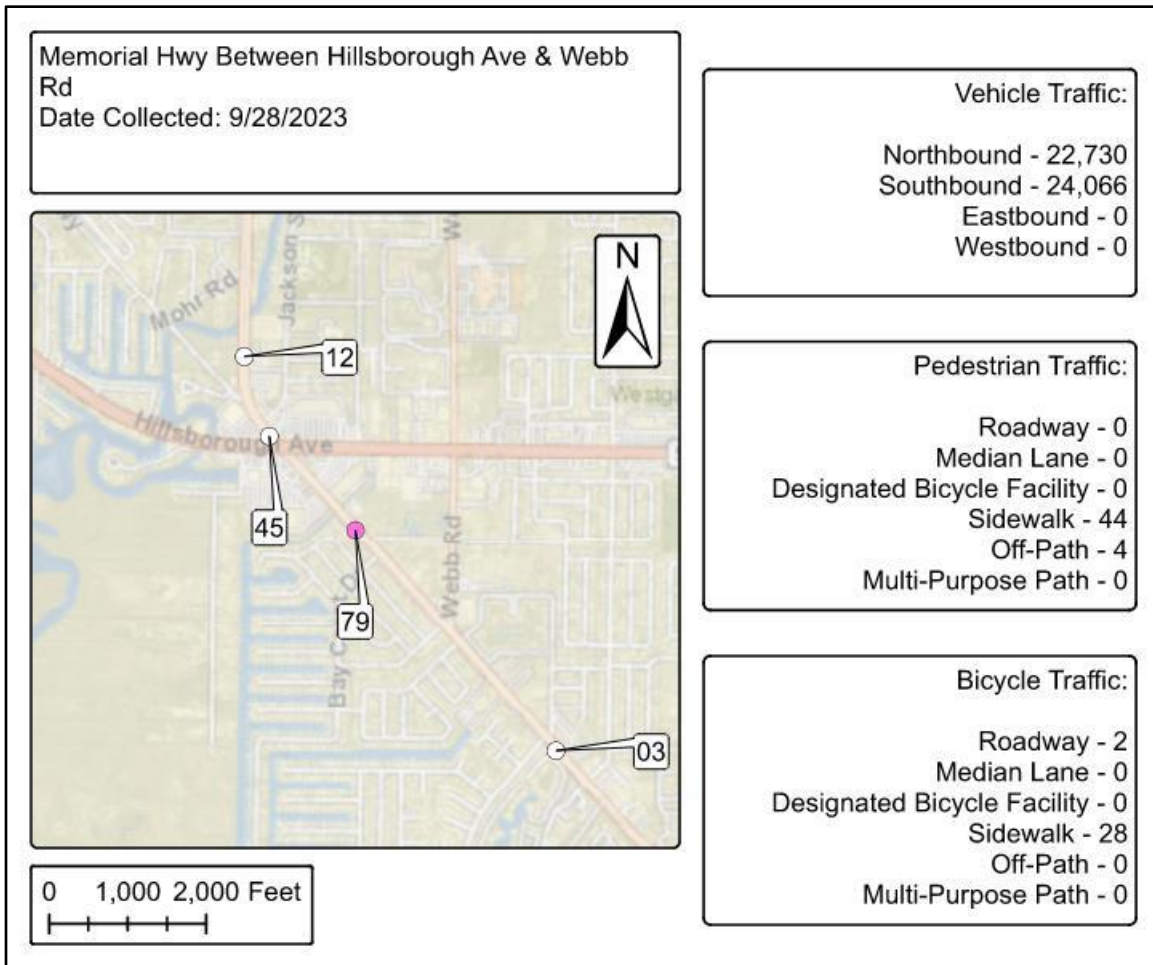 Memorial Hwy Between Hillsborough Ave & Webb
Rd
Date Collected: 9/28/2023
Vehicle Traffic:
Northbound - 22,730
Southbound - 24,066
Eastbound - 0
Westbound - 0
Mohr Rd
Jackson S
N
12
Hillsborough Ave
45
Webb Rd
79
03
Pedestrian Traffic:
Roadway - 0
Median Lane - 0
Designated Bicycle Facility - 0
Sidewalk - 44
Off-Path - 4
Multi-Purpose Path - 0
Bicycle Traffic:
Roadway - 2
Median Lane - 0
Designated Bicycle Facility - 0
Sidewalk - 28
Off-Path - 0
Multi-Purpose Path - 0
0 1,000 2,000 Feet